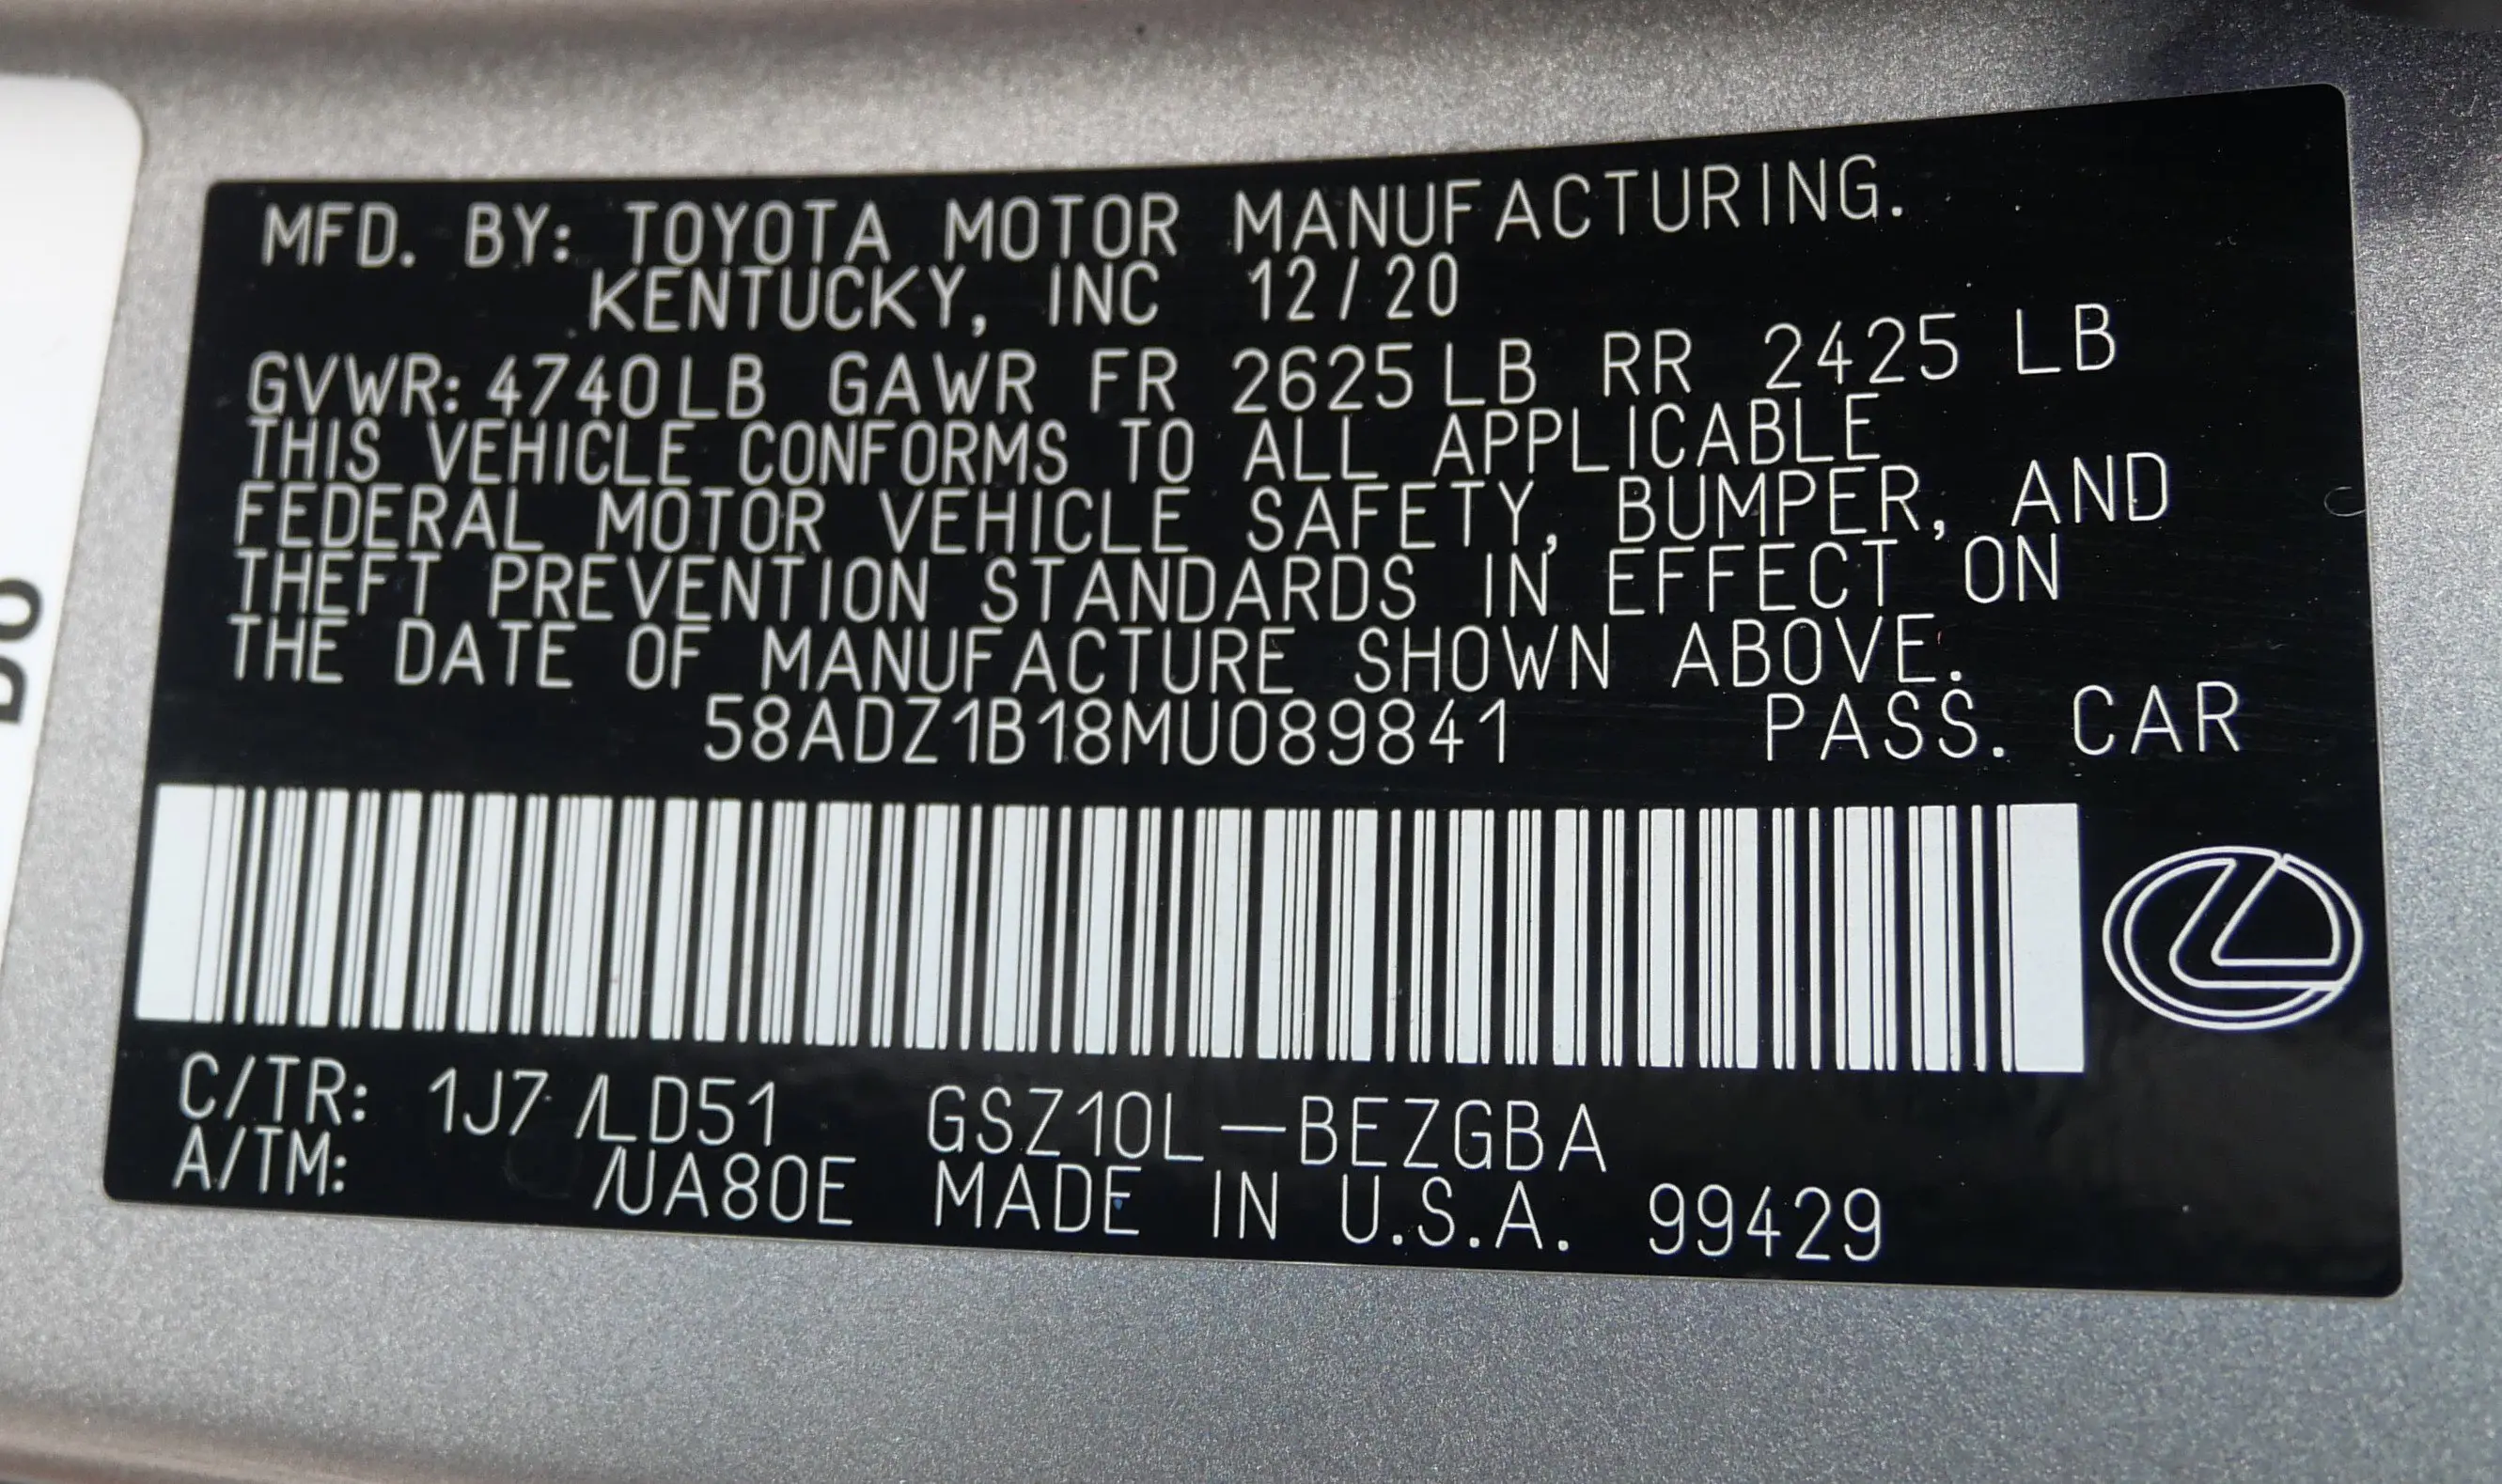 MFD. BY: TOYOTA MOTOR MANUFACTURING.
KENTUCKY, INC 12/20
GVWR: 4740LB GAWR FR 2625LB RR 2425 LB
THIS VEHICLE CONFORMS TO ALL APPLICABLE
FEDERAL MOTOR VEHICLE SAFETY, BUMPER, AND
THEFT PREVENTION STANDARDS IN EFFECT ON
THE DATE OF MANUFACTURE SHOWN ABOVE.
58ADZ1B18MU089841 PASS. CAR
C/TR: 1J7 /LD51 GSZ10L-BEZGBA
A/TM: /UA80E MADE IN U.S.A. 99429